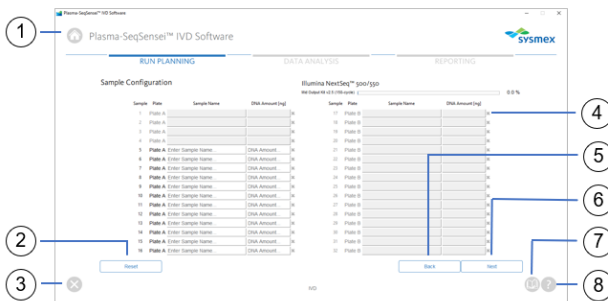 Plasma-SeqSensei™ IVD Software
1
Plasma-SeqSensei™ IVD Software
sysmex
RUN PLANNING
DATA ANALYSIS
REPORTING
Sample Configuration
Illumina NextSeq™ 500/550
Mid Output Kit v2.5 (150 cycles)
0.0 %
Sample Plate Sample Name DNA Amount [ng]
Sample Plate Sample Name DNA Amount [ng]
1 Plate A
17 Plate B
4
2 Plate A
18 Plate B
3 Plate A
19 Plate B
4 Plate A
20 Plate B
5 Plate A Enter Sample Name... DNA Amount...
21 Plate B
5
6 Plate A Enter Sample Name... DNA Amount...
22 Plate B
7 Plate A Enter Sample Name... DNA Amount...
23 Plate B
8 Plate A Enter Sample Name... DNA Amount...
24 Plate B
9 Plate A Enter Sample Name... DNA Amount...
25 Plate B
10 Plate A Enter Sample Name... DNA Amount...
26 Plate B
6
11 Plate A Enter Sample Name... DNA Amount...
27 Plate B
12 Plate A Enter Sample Name... DNA Amount...
28 Plate B
13 Plate A Enter Sample Name... DNA Amount...
29 Plate B
14 Plate A Enter Sample Name... DNA Amount...
30 Plate B
2
7
15 Plate A Enter Sample Name... DNA Amount...
31 Plate B
16 Plate A Enter Sample Name... DNA Amount...
32 Plate B
Reset
Back
Next
3
IVD
?
8